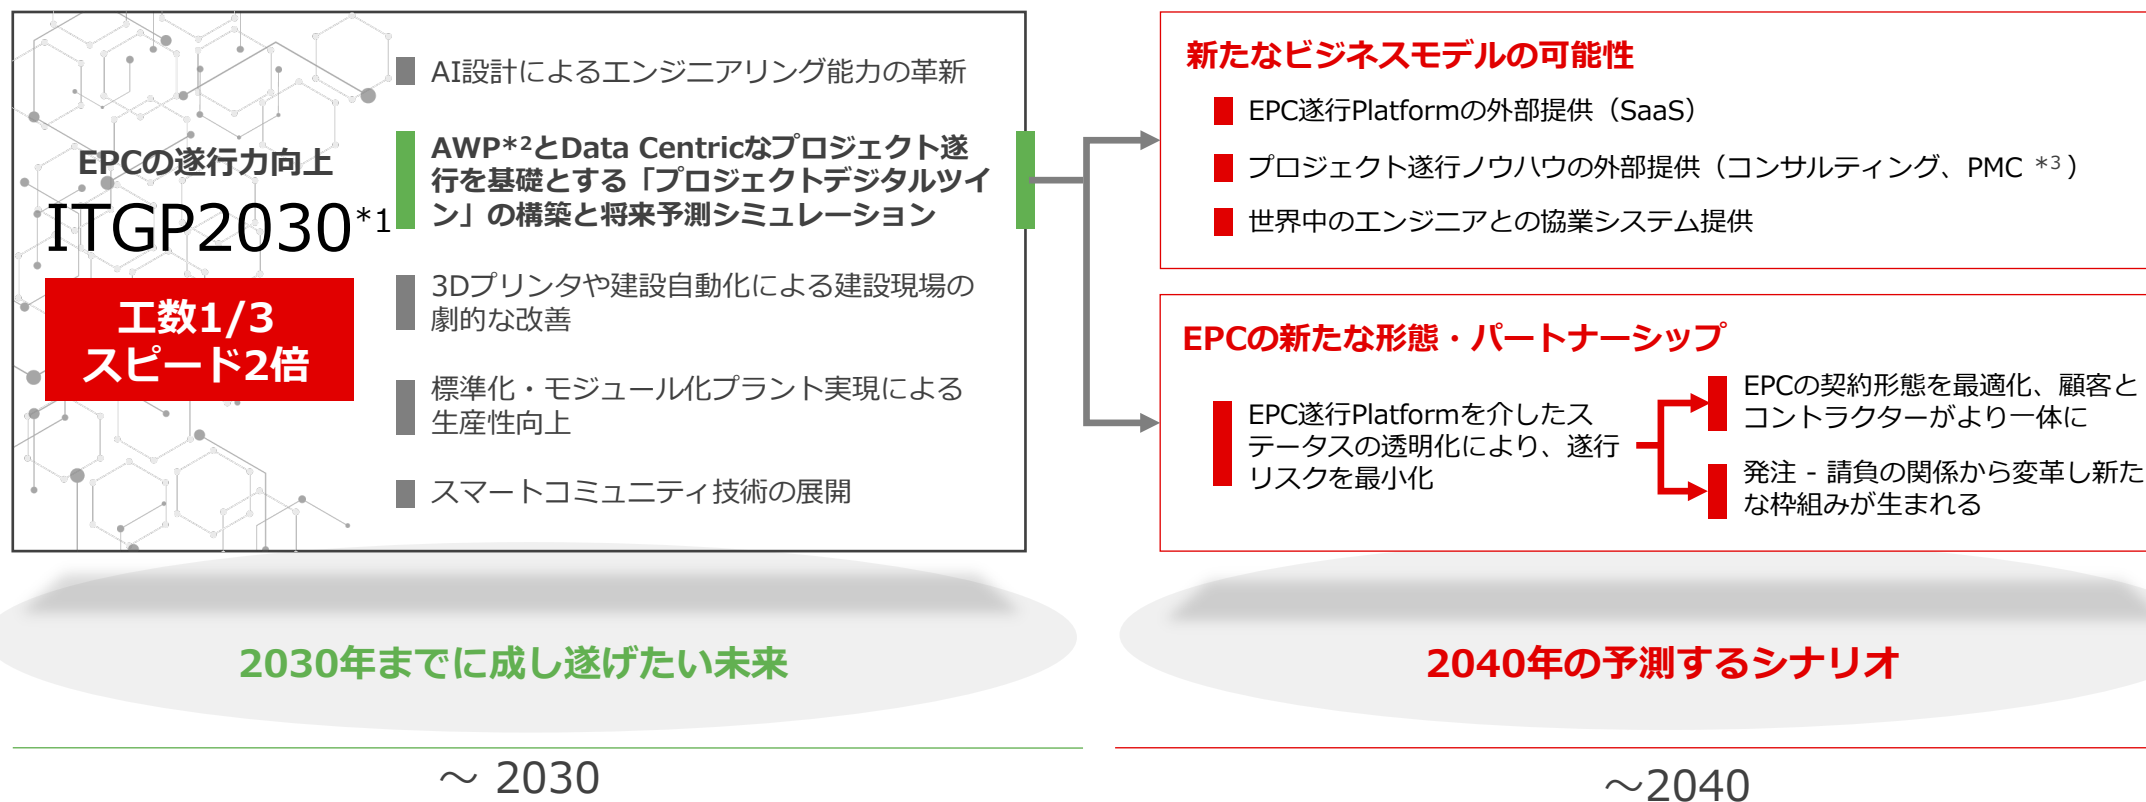 EPCの遂行力向上
ITGP2030*1
工数1/3
スピード2倍
AI設計によるエンジニアリング能力の革新
AWP*2とData Centricなプロジェクト遂
行を基礎とする「プロジェクトデジタルツイ
ン」の構築と将来予測シミュレーション
3Dプリンタや建設自動化による建設現場の
劇的な改善
標準化・モジュール化プラント実現による
生産性向上
スマートコミュニティ技術の展開
新たなビジネスモデルの可能性
EPC遂行Platformの外部提供（SaaS）
プロジェクト遂行ノウハウの外部提供（コンサルティング、PMC *3）
世界中のエンジニアとの協業システム提供
EPCの新たな形態・パートナーシップ
EPC遂行Platformを介したス
テータスの透明化により、遂行
リスクを最小化
EPCの契約形態を最適化、顧客と
コントラクターがより一体に
発注 - 請負の関係から変革し新た
な枠組みが生まれる
2030年までに成し遂げたい未来
2040年の予測するシナリオ
～ 2030
～2040